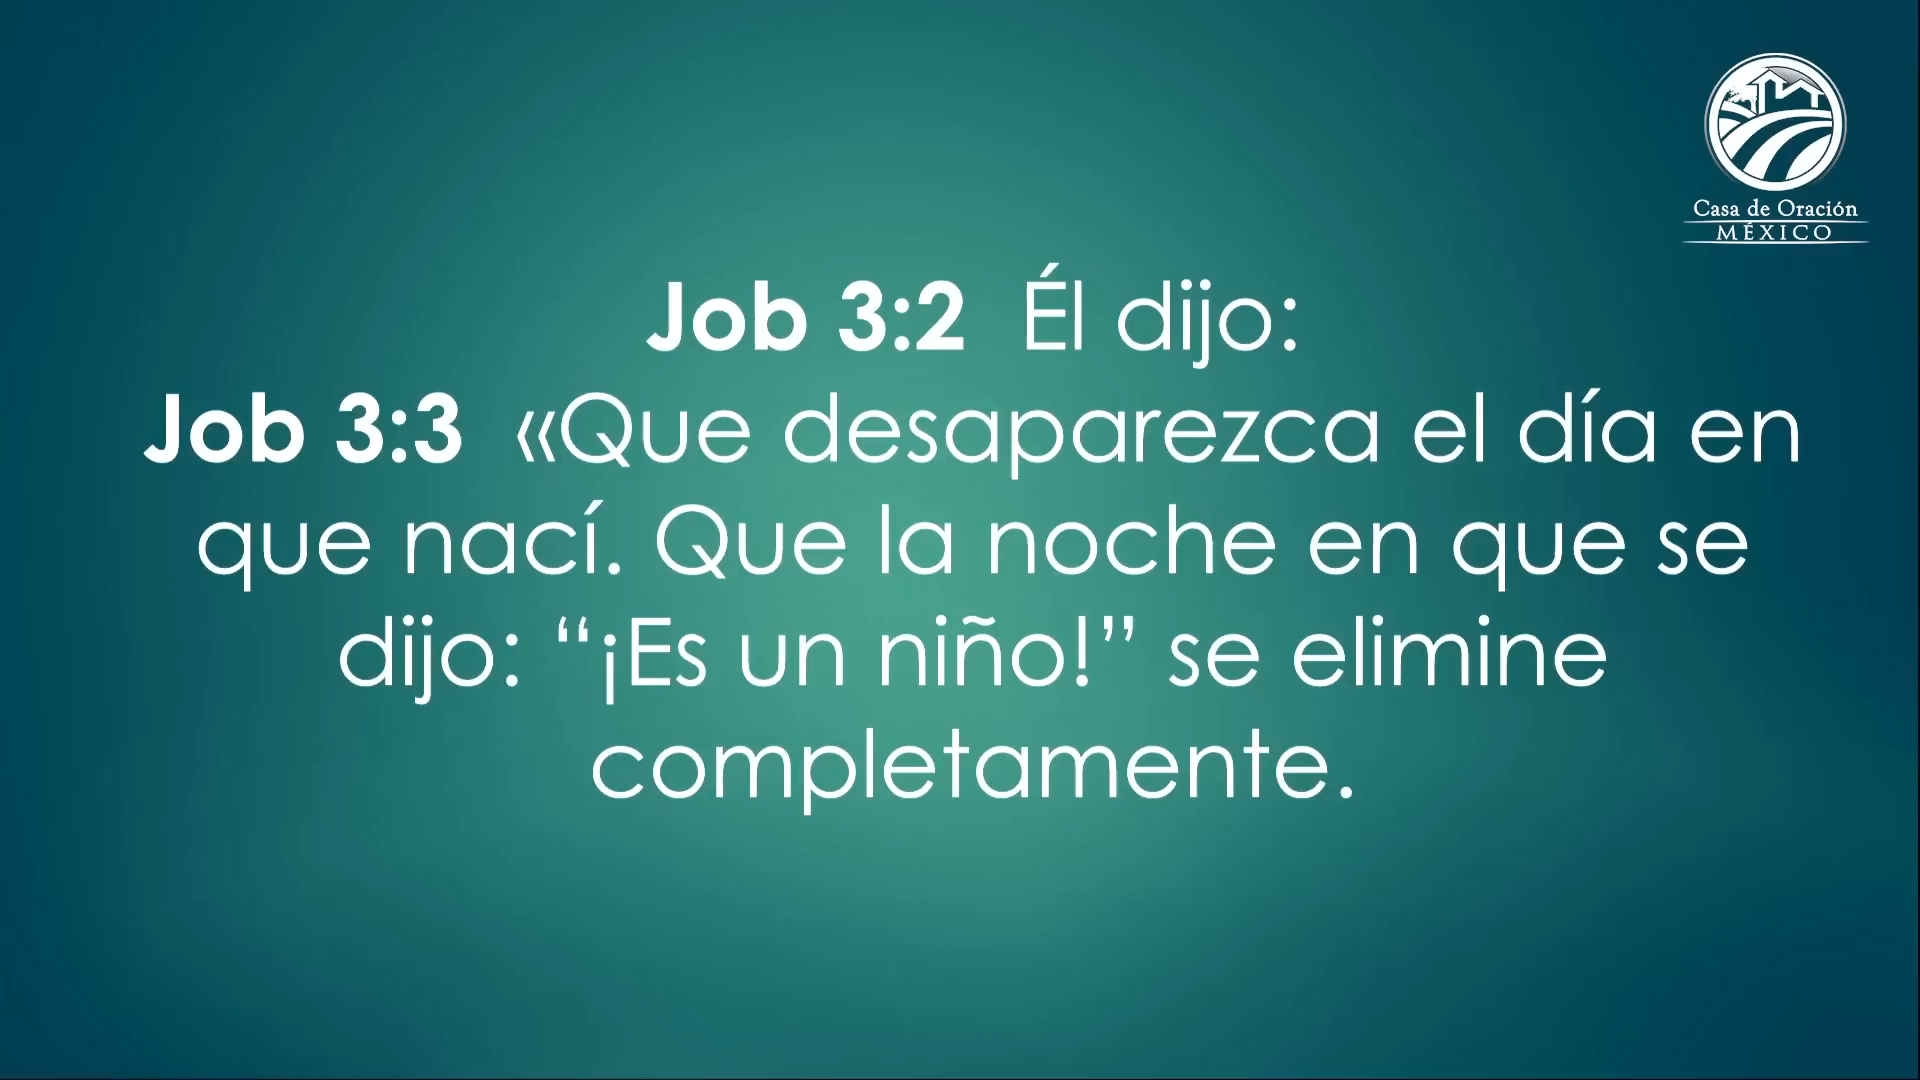 Casa de Oración
MÉXICO
Job 3:2 Él dijo:
Job 3:3 «Que desaparezca el día en
que nací. Que la noche en que se
dijo: “¡Es un niño!” se elimine
completamente.